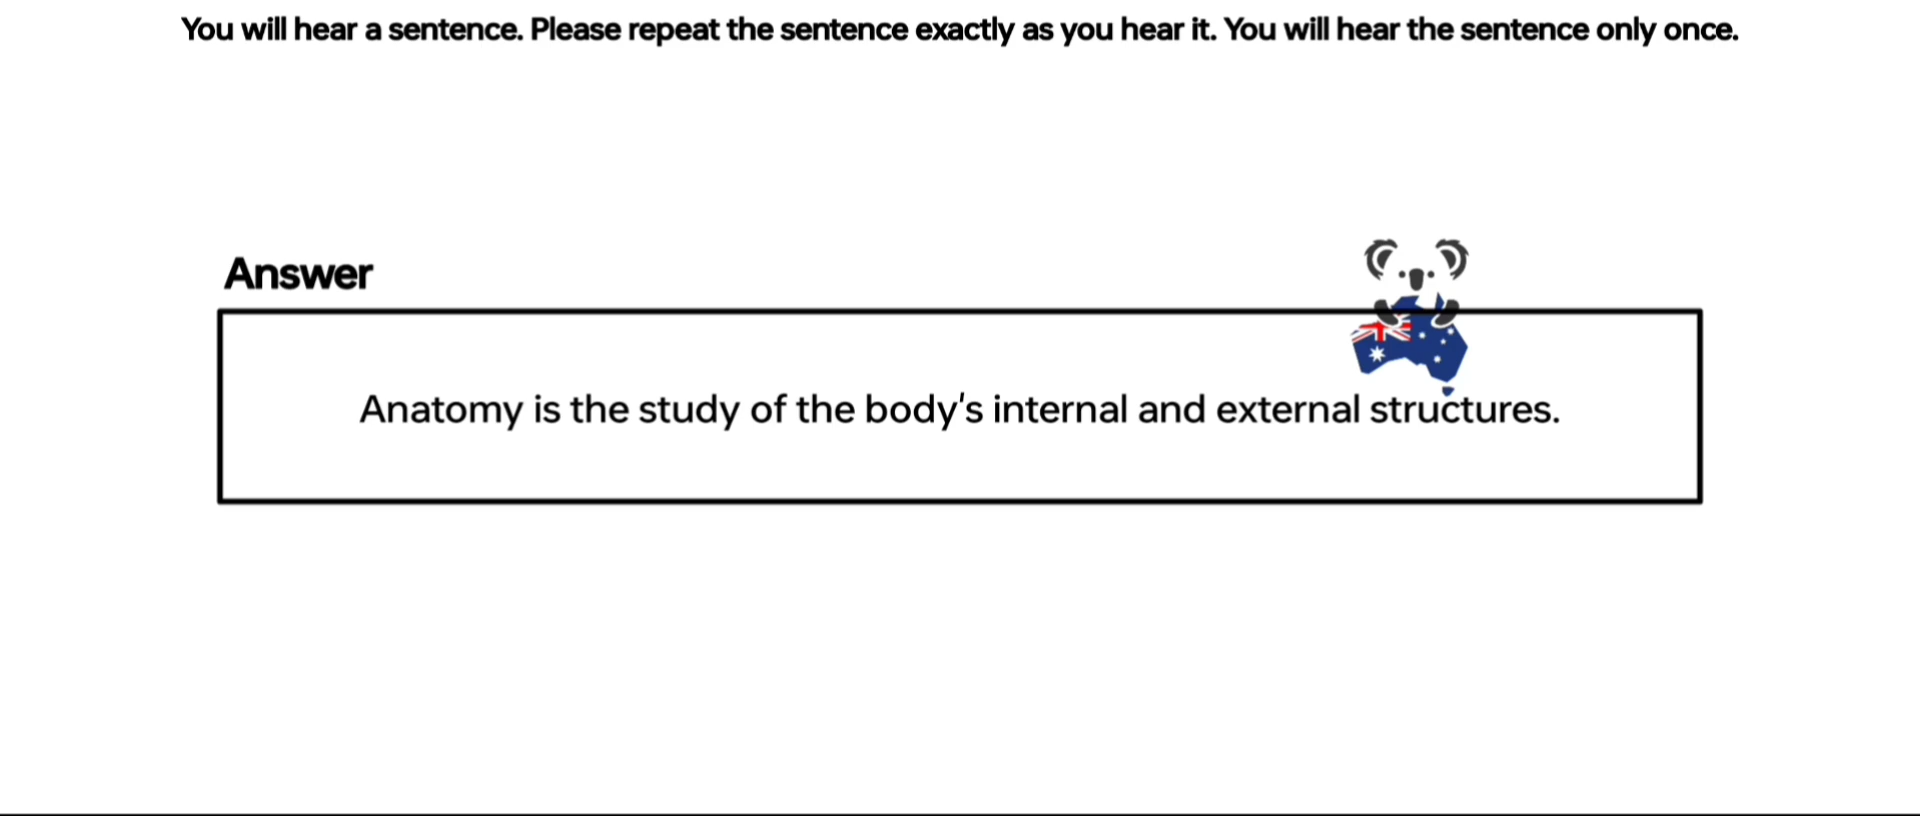 You will hear a sentence. Please repeat the sentence exactly as you hear it. You will hear the sentence only once.
Answer
Anatomy is the study of the body's internal and external structures.